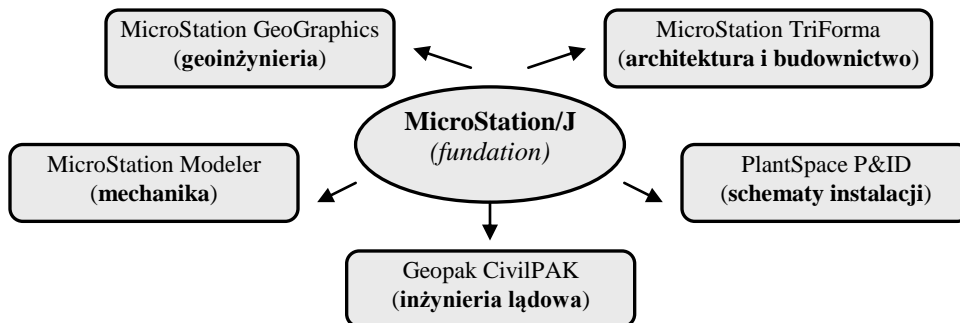 MicroStation GeoGraphics
(geoinżynieria)
MicroStation TriForma
(architektura i budownictwo)
MicroStation/J
(fundation)
MicroStation Modeler
(mechanika)
PlantSpace P&ID
(schematy instalacji)
Geopak CivilPAK
(inżynieria lądowa)